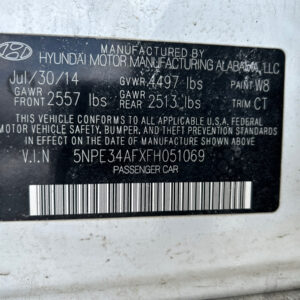 MANUFACTURED BY
HYUNDAI MOTOR MANUFACTURING ALABAMA, LLC
Jul/30/14 GVWR 4497 lbs PAINT W8
GAWR FRONT 2557 lbs GAWR REAR 2513 lbs TRIM CT
THIS VEHICLE CONFORMS TO ALL APPLICABLE U.S. FEDERAL MOTOR VEHICLE
SAFETY, BUMPER, AND THEFT PREVENTION STANDARDS IN EFFECT ON THE DATE OF
MANUFACTURE SHOWN ABOVE.
V.I.N 5NPE34AFXFH051069
PASSENGER CAR